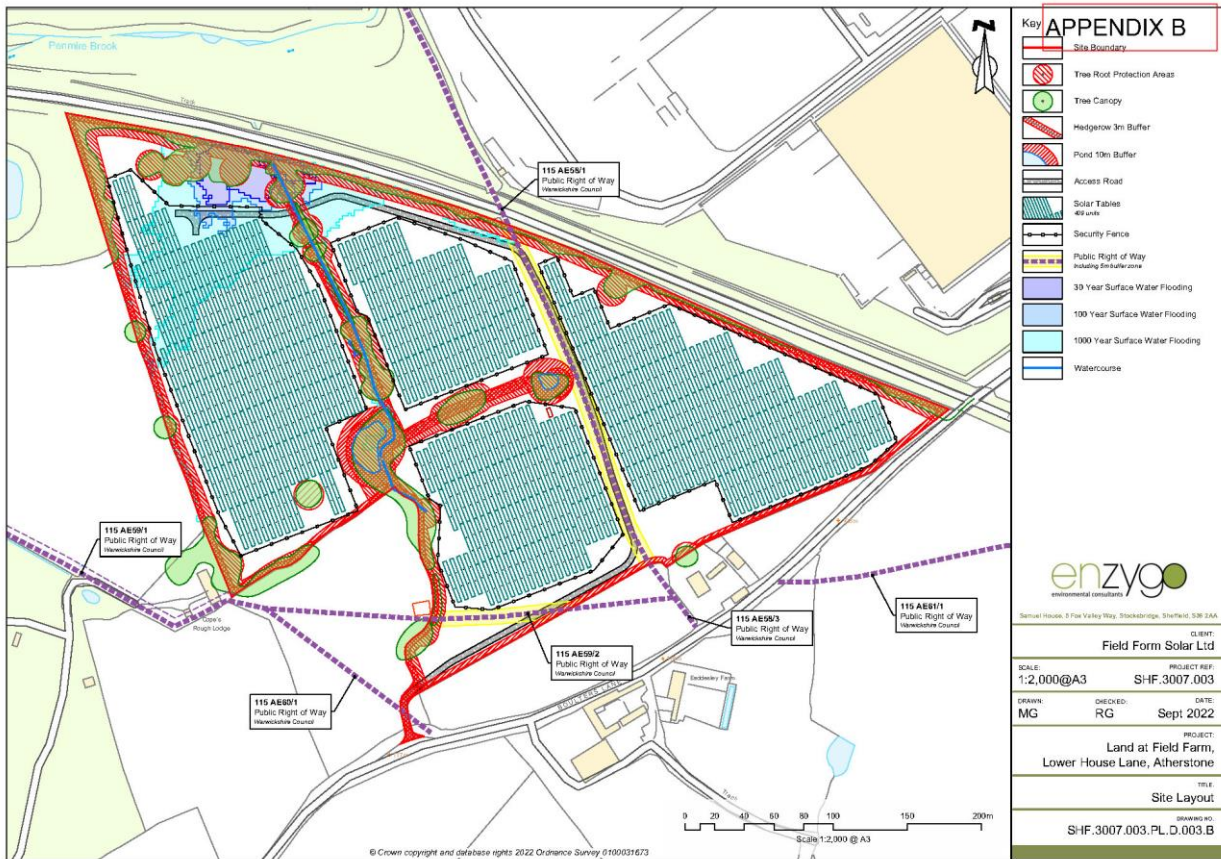 Penmire Brook
Track
115 AE58/1
Public Right of Way
Warwickshire Council
115 AE59/1
Public Right of Way
Warwickshire Council
Cope's
Rough Lodge
115 AE60/1
Public Right of Way
Warwickshire Council
115 AE59/2
Public Right of Way
Warwickshire Council
115 AE58/3
Public Right of Way
Warwickshire Council
115 AE61/1
Public Right of Way
Warwickshire Council
BOULTERS LANE
Baddesley Farm
Track
0 20 40 60 80 100 150 200m
Scale 1:2,000 @ A3
© Crown copyright and database rights 2022 Ordnance Survey 0100031673
Key
APPENDIX B
Site Boundary
Tree Root Protection Areas
Tree Canopy
Hedgerow 3m Buffer
Pond 10m Buffer
Access Road
Solar Tables
Security Fence
Public Right of Way
Including 5m buffer zone
30 Year Surface Water Flooding
100 Year Surface Water Flooding
1000 Year Surface Water Flooding
Watercourse
N
enzygo
environmental consultants
Samuel House, 5 Fox Valley Way, Stocksbridge, Sheffield, S36 2AA
CLIENT:
Field Form Solar Ltd
SCALE: PROJECT REF:
1:2,000@A3 SHF.3007.003
DRAWN: CHECKED: DATE:
MG RG Sept 2022
PROJECT:
Land at Field Farm,
Lower House Lane, Atherstone
TITLE:
Site Layout
DRAWING NO.
SHF.3007.003.PL.D.003.B